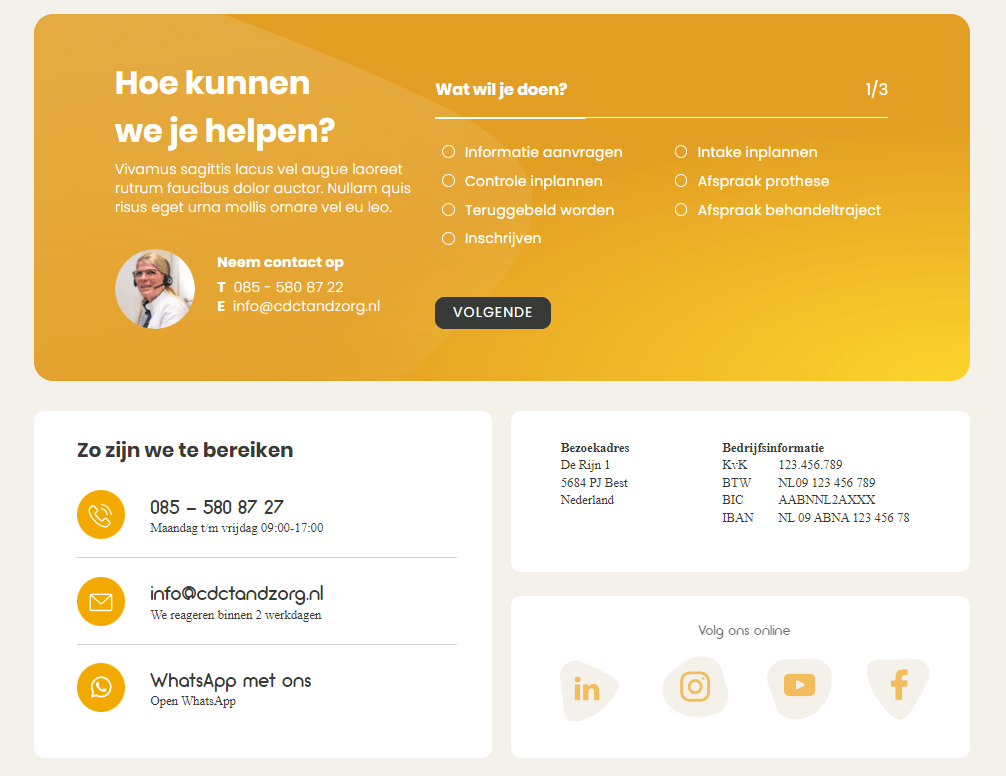 Hoe kunnen
we je helpen?
Vivamus sagittis lacus vel augue laoreet
rutrum faucibus dolor auctor. Nullam quis
risus eget urna mollis ornare vel eu leo.
Neem contact op
T 085 - 580 87 22
E info@cdctandzorg.nl
Wat wil je doen? 1/3
Informatie aanvragen
Controle inplannen
Teruggebeld worden
Inschrijven
Intake inplannen
Afspraak prothese
Afspraak behandeltraject
VOLGENDE
Zo zijn we te bereiken
085 – 580 87 27
Maandag t/m vrijdag 09:00-17:00
info@cdctandzorg.nl
We reageren binnen 2 werkdagen
WhatsApp met ons
Open WhatsApp
Bezoekadres
De Rijn 1
5684 PJ Best
Nederland
Bedrijfsinformatie
KvK 123.456.789
BTW NL09 123 456 789
BIC AABNNL2AXXX
IBAN NL 09 ABNA 123 456 78
Volg ons online
in
f